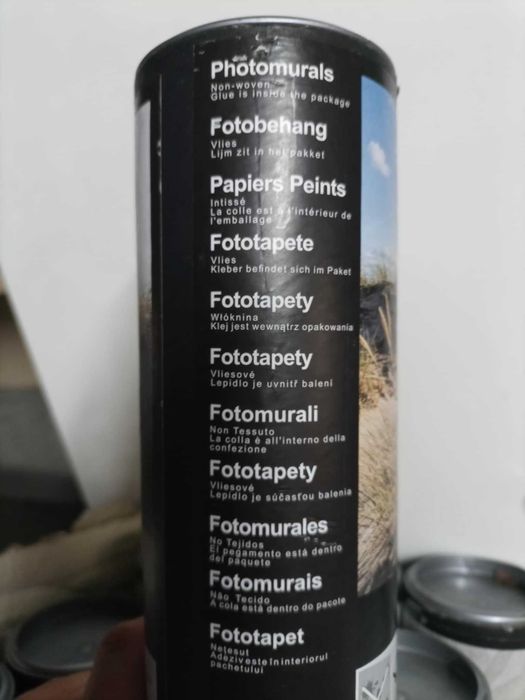 Photomurals
Non-woven
Glue is inside the package
Fotobehang
Vlies
Lijm zit in het pakket
Papiers Peints
Intissé
La colle est à l'intérieur de
l'emballage
Fototapete
Vlies
Kleber befindet sich im Paket
Fototapety
Włóknina
Klej jest wewnątrz opakowania
Fototapety
Vliesové
Lepidlo je uvnitř balení
Fotomurali
Non Tessuto
La colla è all'interno della
confezione
Fototapety
Vliesové
Lepidlo je súčasťou balenia
Fotomurales
No Tejidos
El pegamento está dentro
del paquete
Fotomurais
Não Tecido
A cola está dentro do pacote
Fototapet
Netesut
Adeziv este în interiorul
pachetului